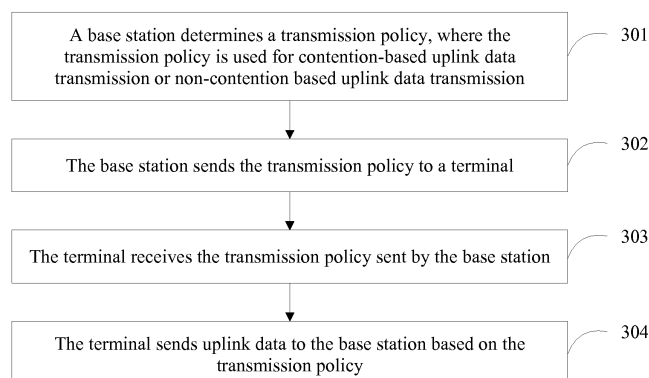 A base station determines a transmission policy, where the
transmission policy is used for contention-based uplink data
transmission or non-contention based uplink data transmission
301
The base station sends the transmission policy to a terminal
302
The terminal receives the transmission policy sent by the base station
303
The terminal sends uplink data to the base station based on the
transmission policy
304